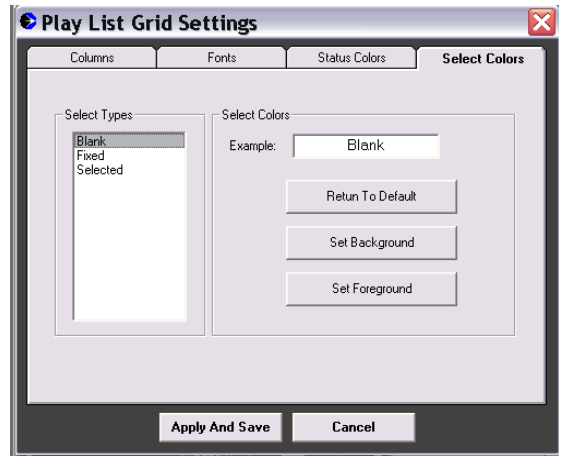 Play List Grid Settings
Columns Fonts Status Colors Select Colors
Select Types Select Colors
Blank
Fixed
Selected
Example: Blank
Retun To Default
Set Background
Set Foreground
Apply And Save Cancel